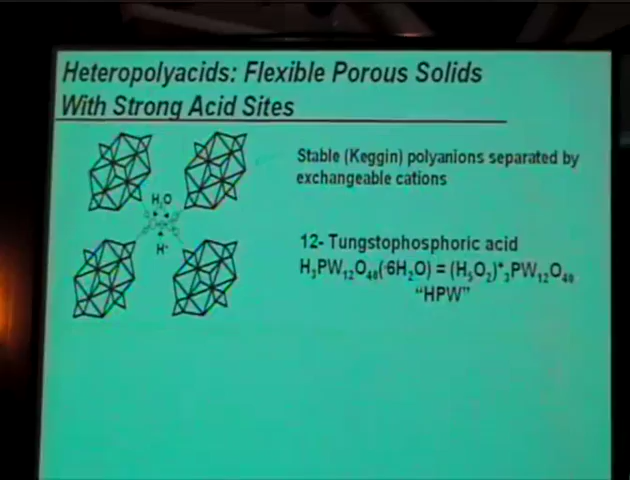 Heteropolyacids: Flexible Porous Solids
With Strong Acid Sites
Stable (Keggin) polyanions separated by
exchangeable cations
H₂O
H⁺
12- Tungstophosphoric acid
H₃PW₁₂O₄₀(·6H₂O) = (H₅O₂)⁺₃PW₁₂O₄₀
“HPW”